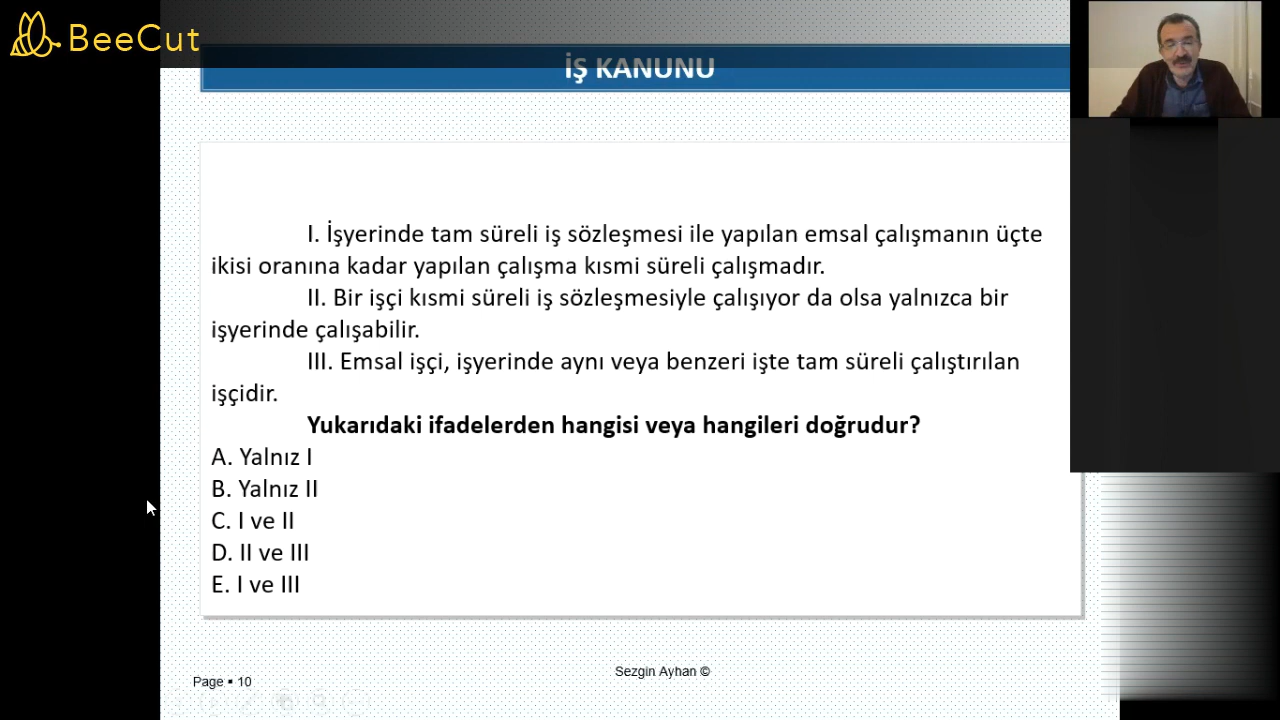 BeeCut
İŞ KANUNU
I. İşyerinde tam süreli iş sözleşmesi ile yapılan emsal çalışmanın üçte
ikisi oranına kadar yapılan çalışma kısmi süreli çalışmadır.
II. Bir işçi kısmi süreli iş sözleşmesiyle çalışıyor da olsa yalnızca bir
işyerinde çalışabilir.
III. Emsal işçi, işyerinde aynı veya benzeri işte tam süreli çalıştırılan
işçidir.
Yukarıdaki ifadelerden hangisi veya hangileri doğrudur?
A. Yalnız I
B. Yalnız II
C. I ve II
D. II ve III
E. I ve III
Sezgin Ayhan ©
Page ▪ 10